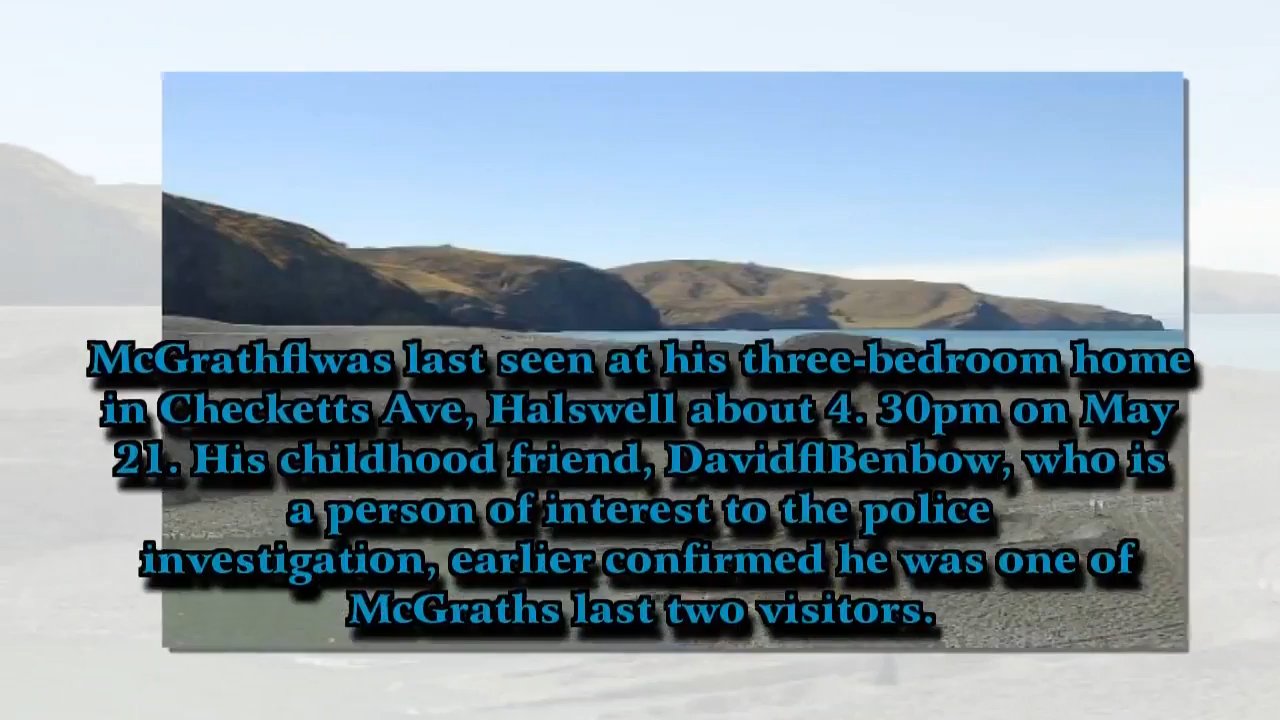 McGrathflwas last seen at his three-bedroom home
in Checketts Ave, Halswell about 4. 30pm on May
21. His childhood friend, DavidflBenbow, who is
a person of interest to the police
investigation, earlier confirmed he was one of
McGraths last two visitors.